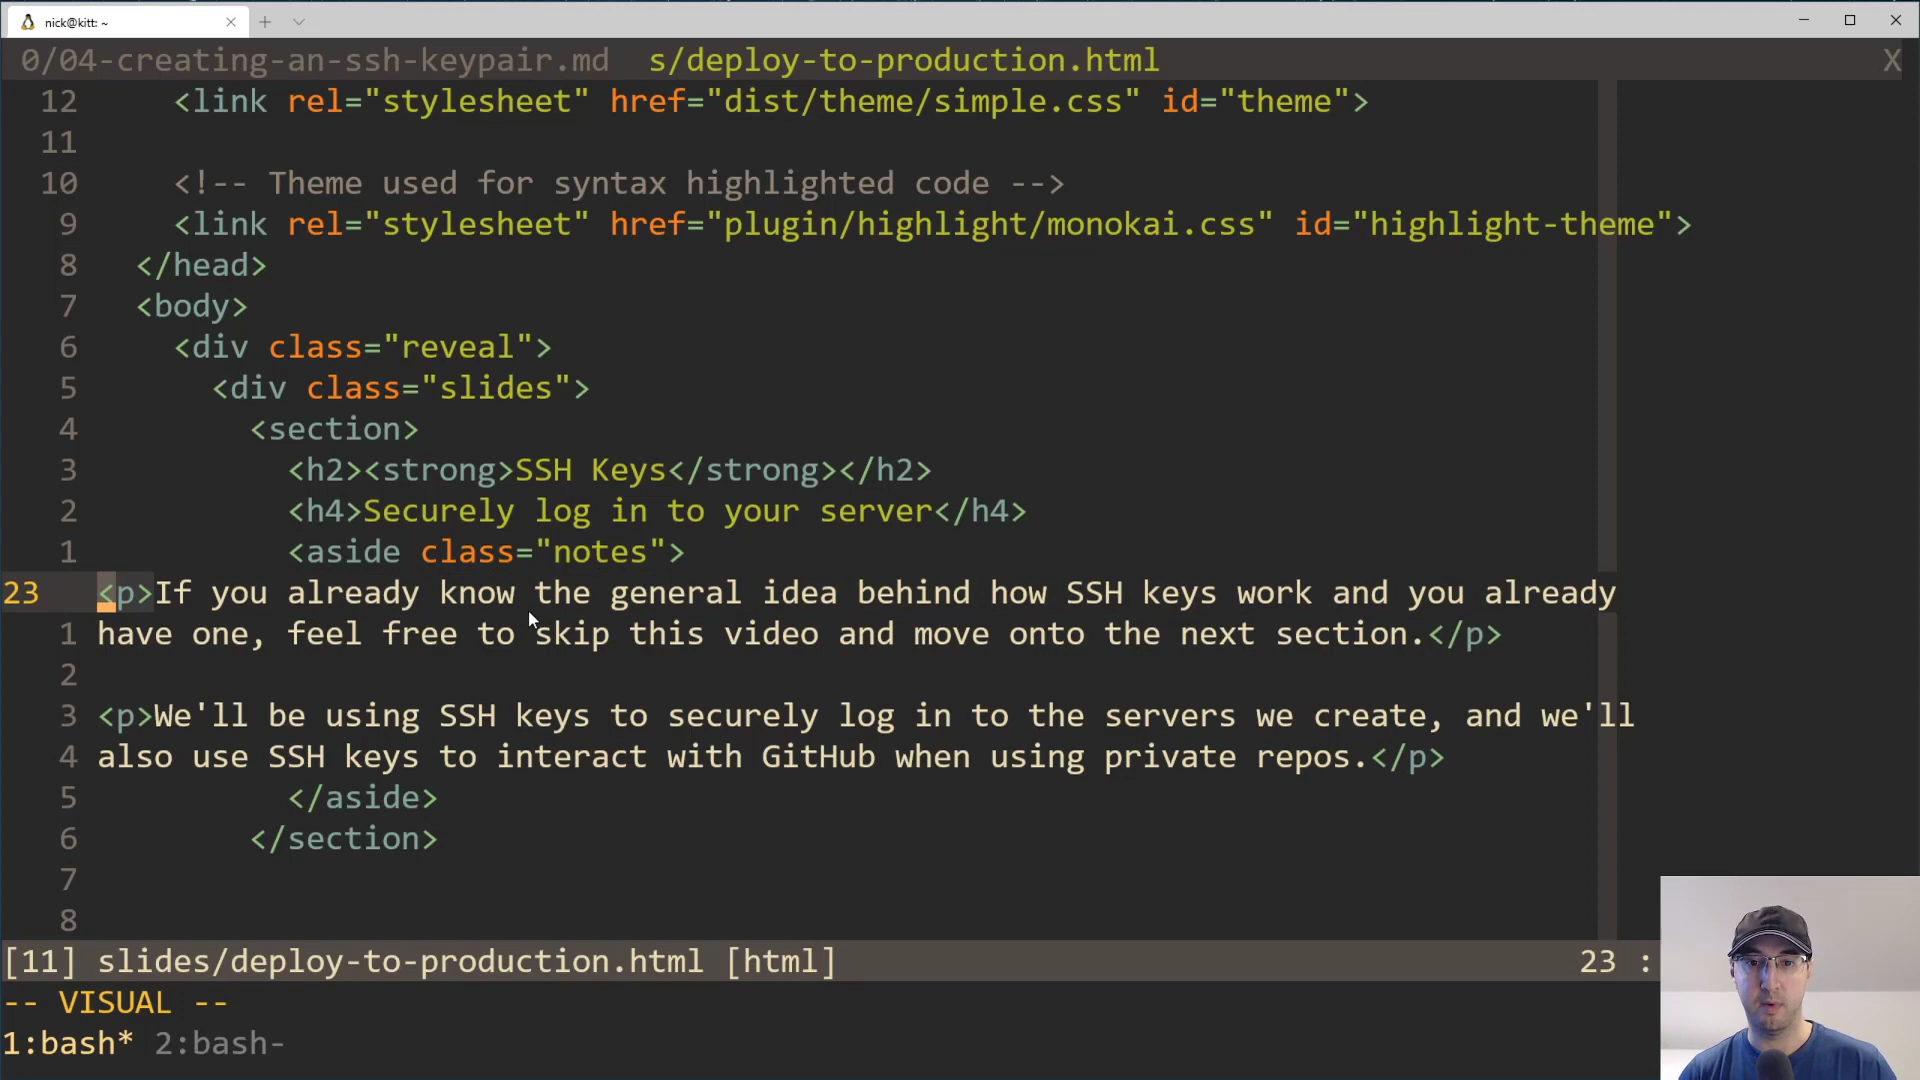 nick@kitt: ~
0/04-creating-an-ssh-keypair.md s/deploy-to-production.html X
12 <link rel="stylesheet" href="dist/theme/simple.css" id="theme">
11
10 <!-- Theme used for syntax highlighted code -->
9 <link rel="stylesheet" href="plugin/highlight/monokai.css" id="highlight-theme">
8 </head>
7 <body>
6 <div class="reveal">
5 <div class="slides">
4 <section>
3 <h2><strong>SSH Keys</strong></h2>
2 <h4>Securely log in to your server</h4>
1 <aside class="notes">
23 <p>If you already know the general idea behind how SSH keys work and you already
1 have one, feel free to skip this video and move onto the next section.</p>
2
3 <p>We'll be using SSH keys to securely log in to the servers we create, and we'll
4 also use SSH keys to interact with GitHub when using private repos.</p>
5 </aside>
6 </section>
7
8
[11] slides/deploy-to-production.html [html] 23 :
-- VISUAL --
1:bash* 2:bash-